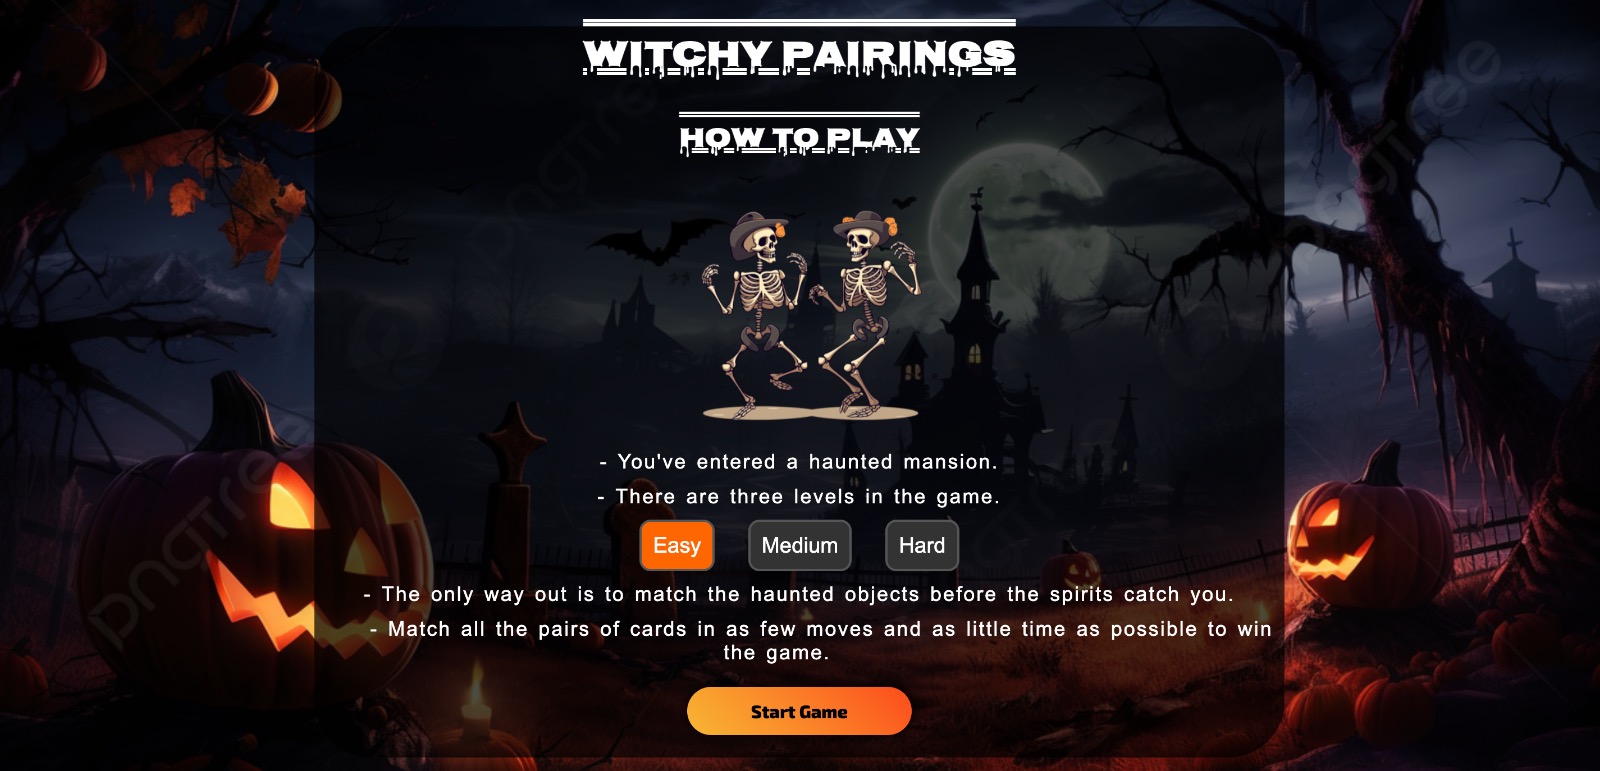 WITCHY PAIRINGS
HOW TO PLAY
- You've entered a haunted mansion.
- There are three levels in the game.
Easy Medium Hard
- The only way out is to match the haunted objects before the spirits catch you.
- Match all the pairs of cards in as few moves and as little time as possible to win
the game.
Start Game
pngtree
pngtree
pngtree